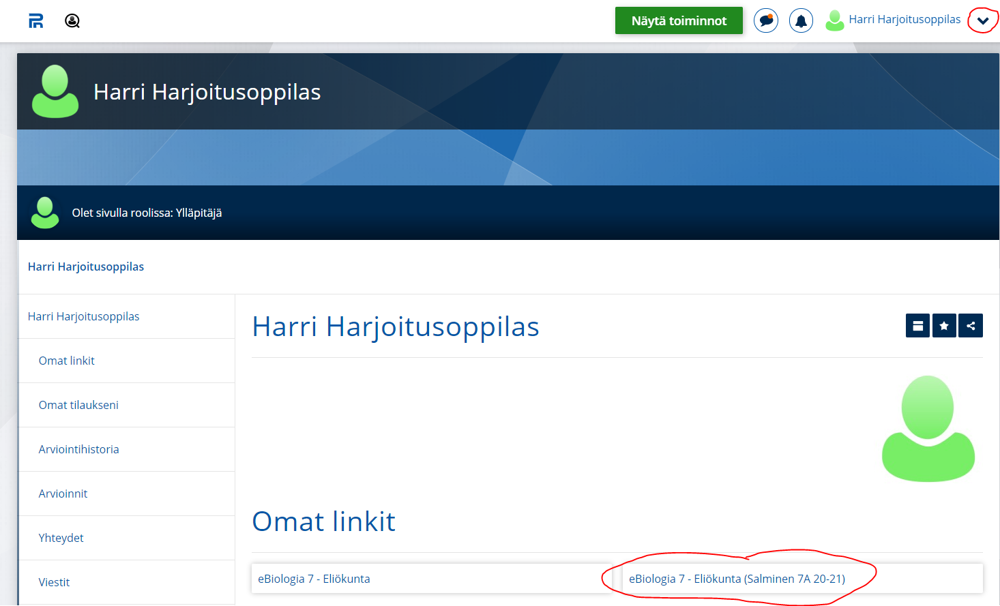 Näytä toiminnot
Harri Harjoitusoppilas
Harri Harjoitusoppilas
Olet sivulla roolissa: Ylläpitäjä
Harri Harjoitusoppilas
Harri Harjoitusoppilas
Omat linkit
Omat tilaukseni
Arviointihistoria
Arvioinnit
Yhteydet
Viestit
Harri Harjoitusoppilas
Omat linkit
eBiologia 7 - Eliökunta
eBiologia 7 - Eliökunta (Salminen 7A 20-21)